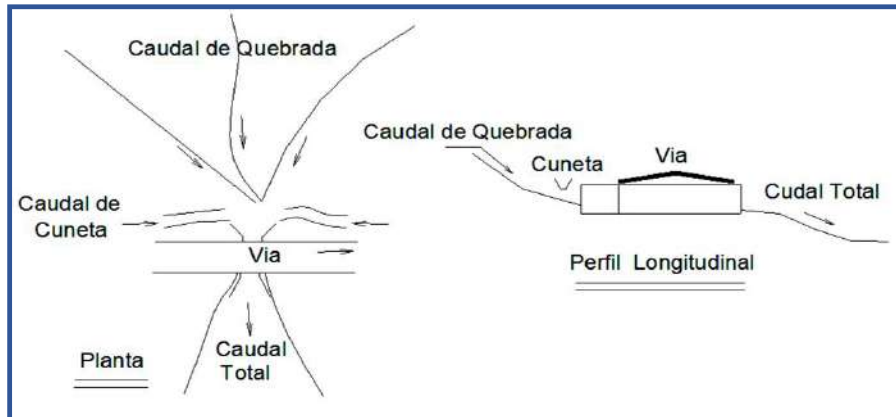 Caudal de Quebrada
Caudal de
Cuneta
Via
Caudal
Total
Planta
Caudal de Quebrada
Cuneta
Via
Cudal Total
Perfil Longitudinal